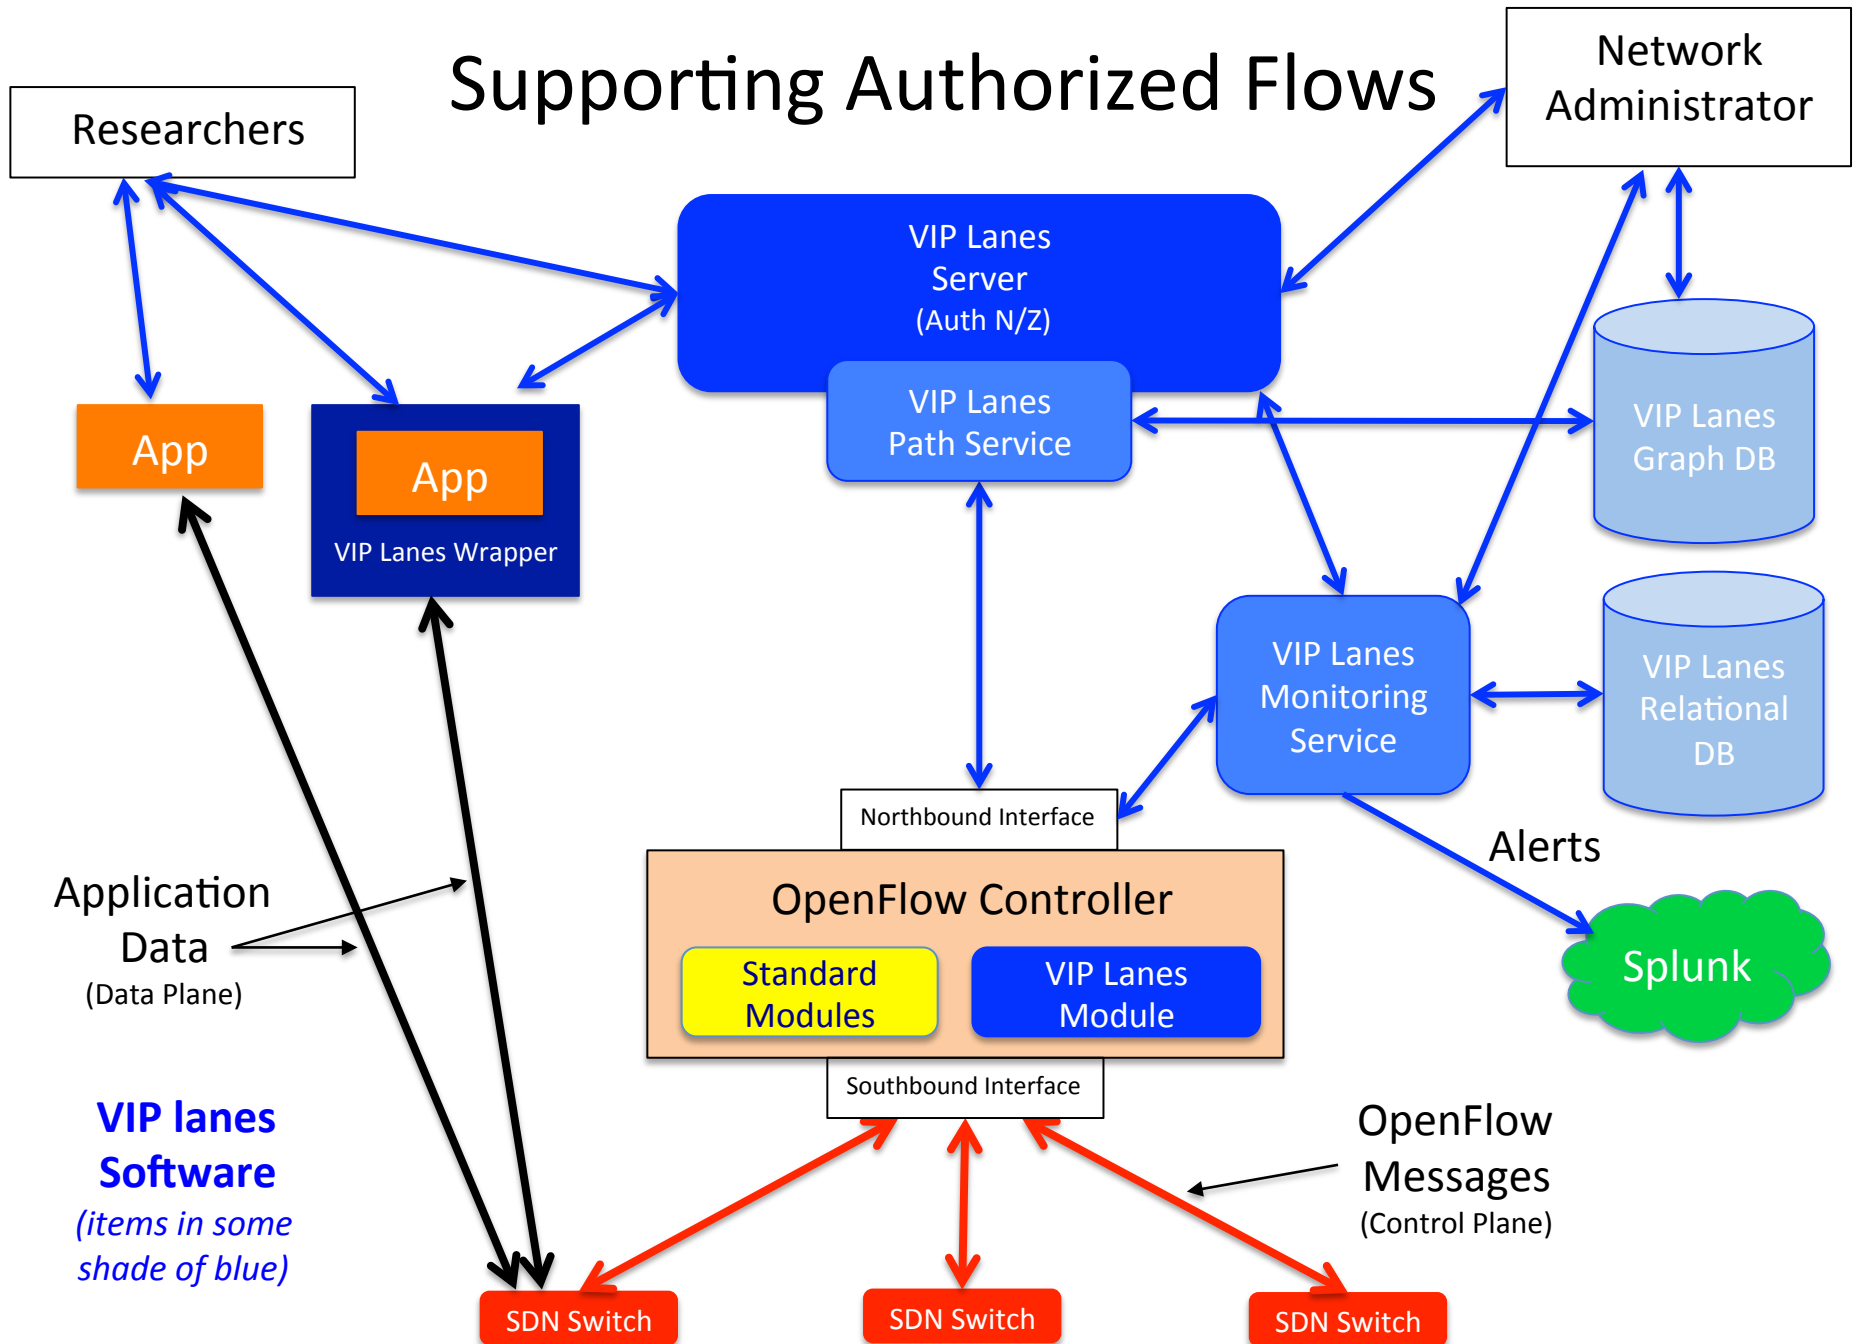 Supporting Authorized Flows
Researchers
Network
Administrator
VIP Lanes
Server
(Auth N/Z)
VIP Lanes
Path Service
App
App
VIP Lanes Wrapper
VIP Lanes
Graph DB
VIP Lanes
Monitoring
Service
VIP Lanes
Relational
DB
Northbound Interface
Alerts
OpenFlow Controller
Standard
Modules
VIP Lanes
Module
Splunk
Application
Data
(Data Plane)
Southbound Interface
VIP lanes
Software
(items in some
shade of blue)
OpenFlow
Messages
(Control Plane)
SDN Switch
SDN Switch
SDN Switch